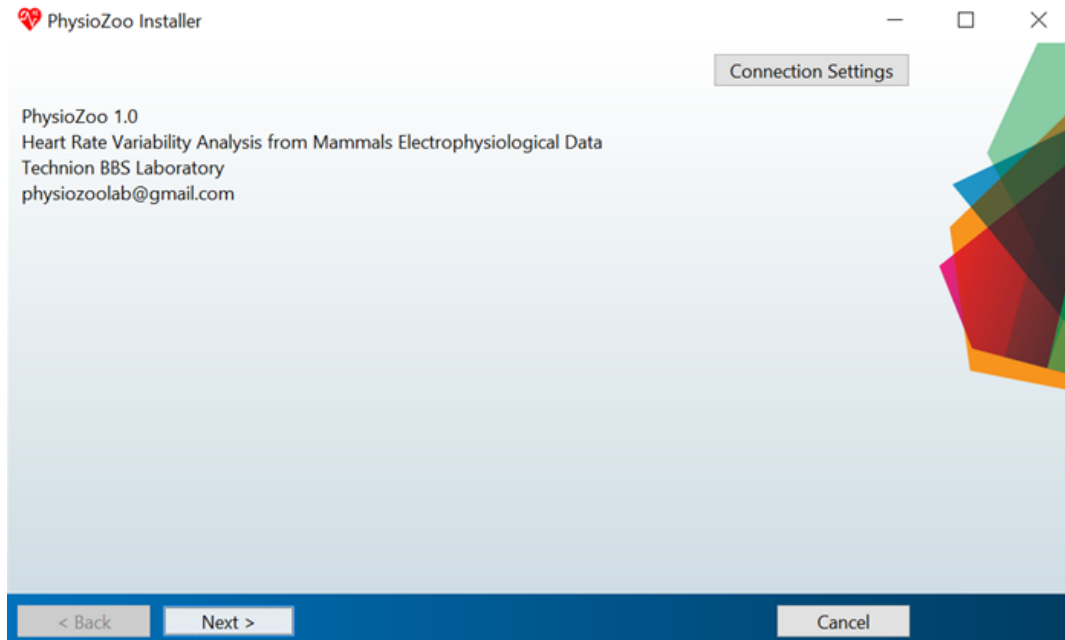 PhysioZoo Installer
Connection Settings
PhysioZoo 1.0
Heart Rate Variability Analysis from Mammals Electrophysiological Data
Technion BBS Laboratory
physiozoolab@gmail.com
< Back
Next >
Cancel